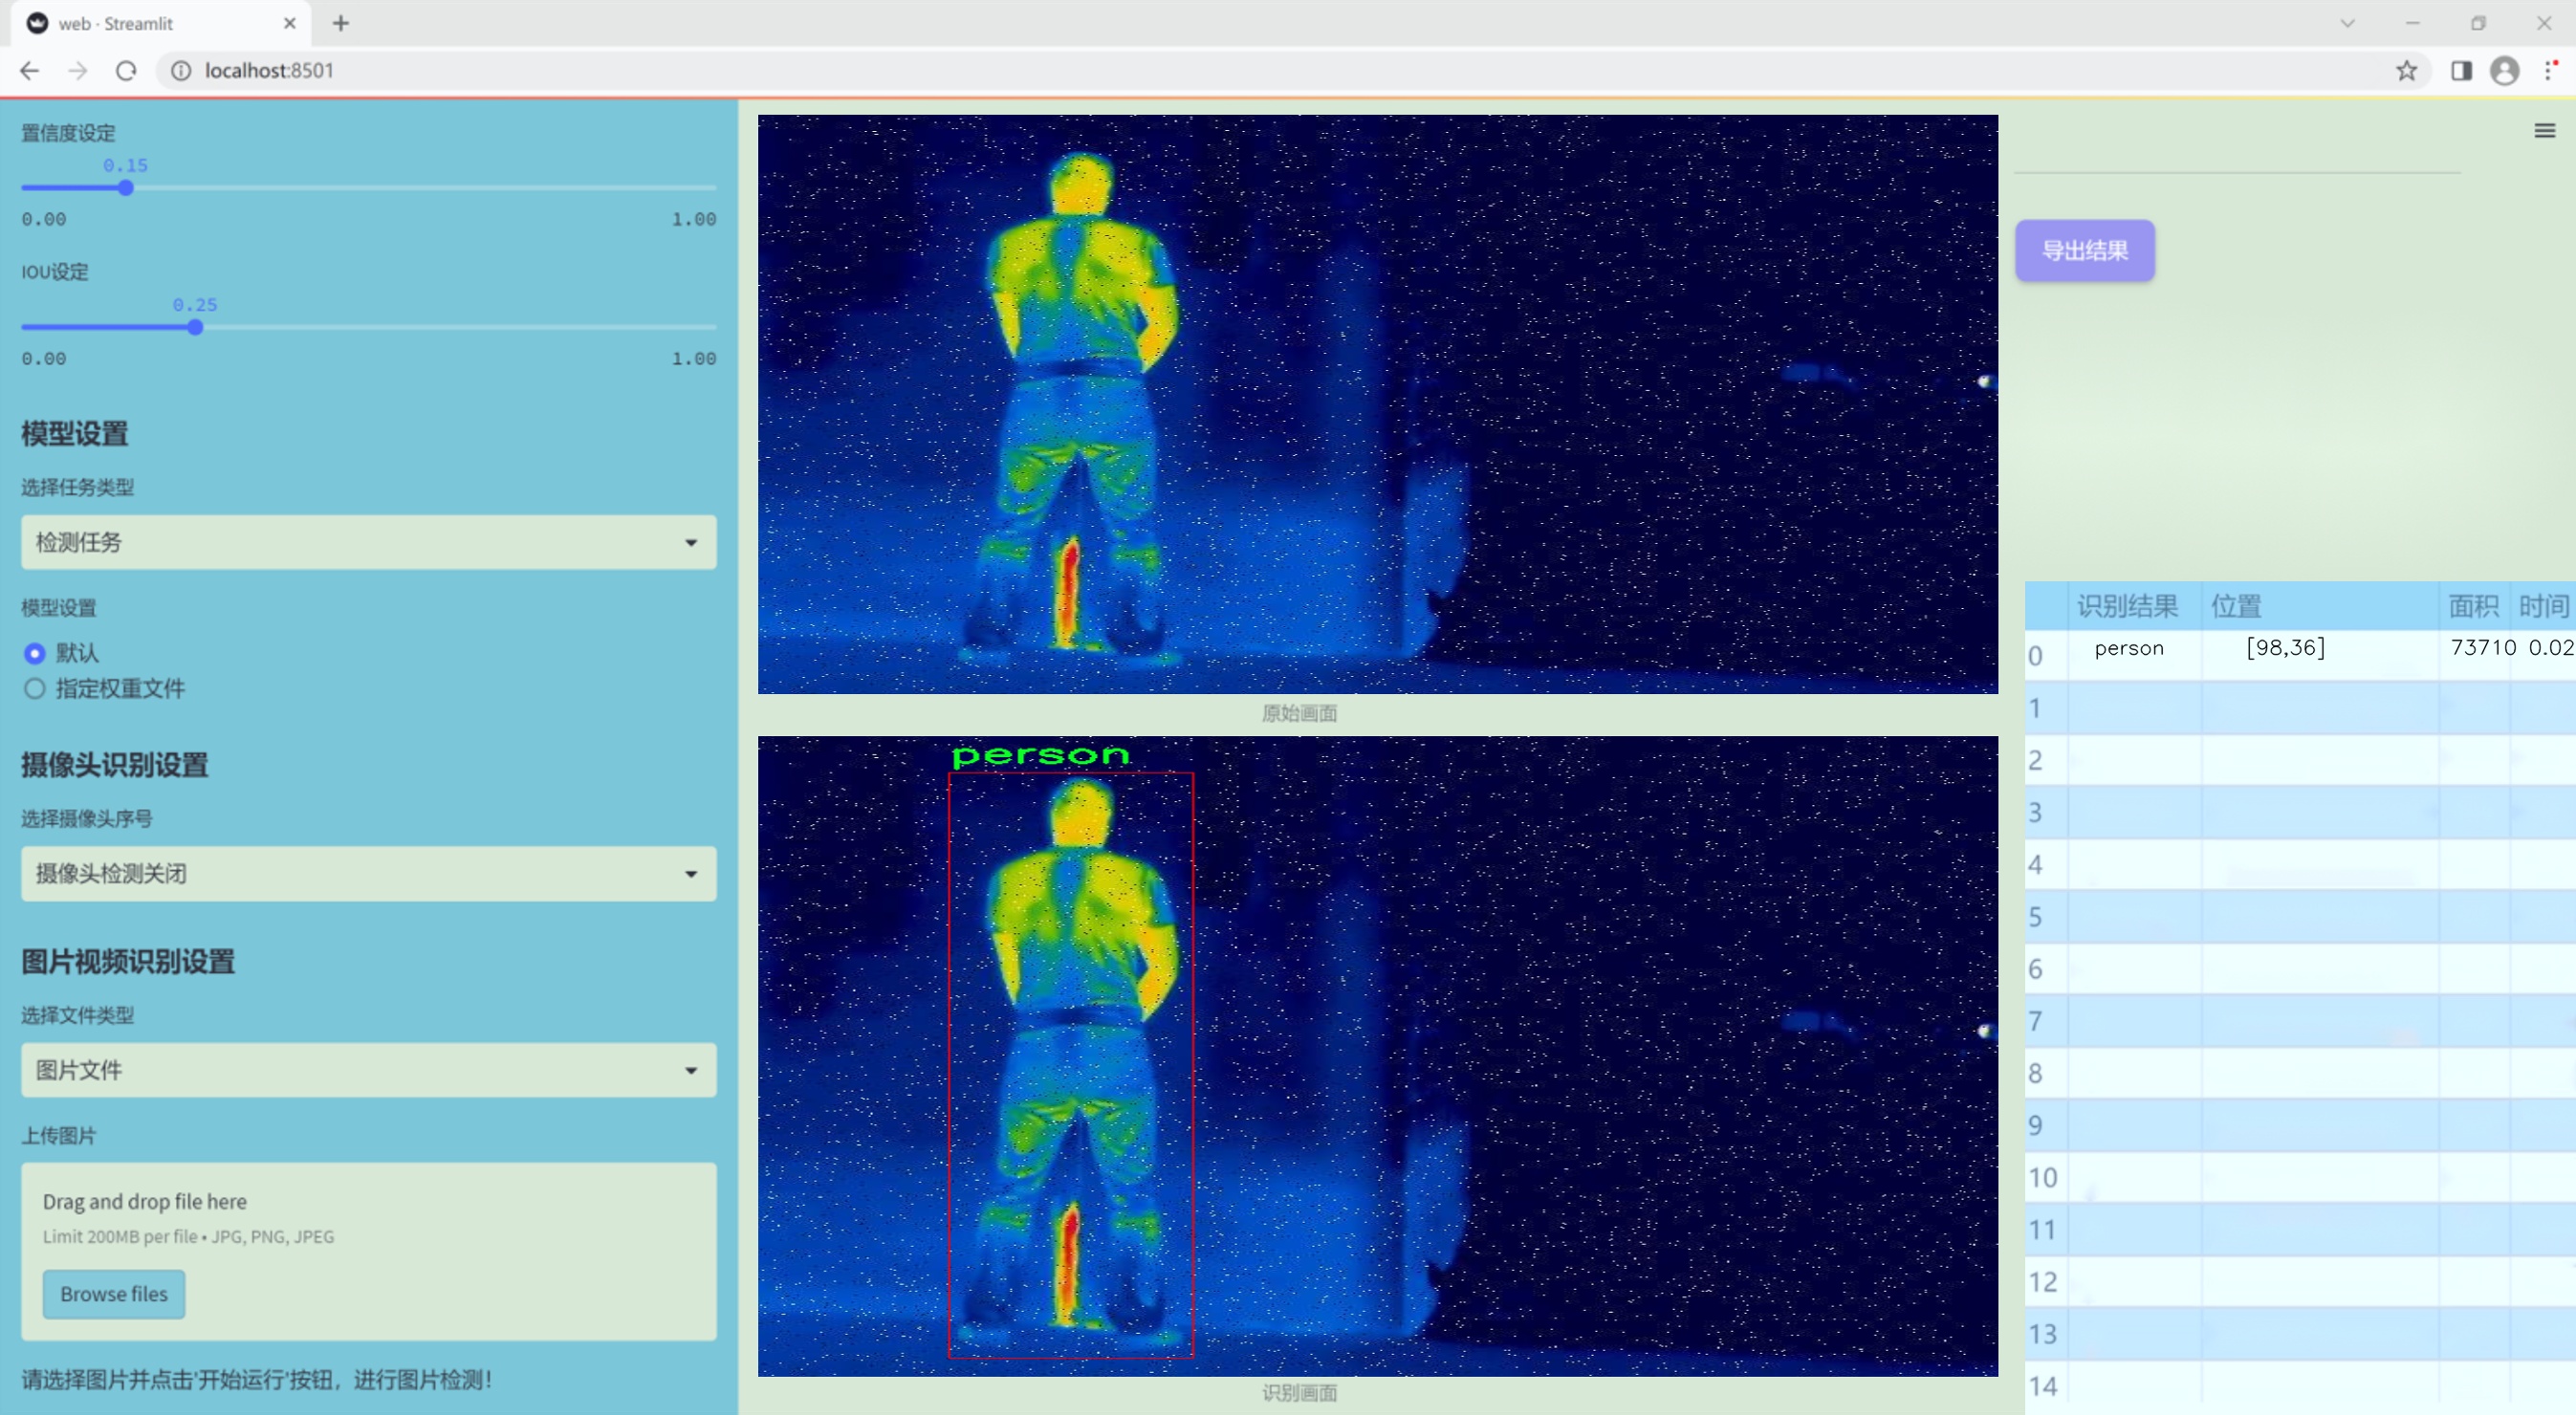 web · Streamlit
localhost:8501
置信度设定
0.15
0.00 1.00
IOU设定
0.25
0.00 1.00
模型设置
选择任务类型
检测任务
模型设置
默认
指定权重文件
摄像头识别设置
选择摄像头序号
摄像头检测关闭
图片视频识别设置
选择文件类型
图片文件
上传图片
Drag and drop file here
Limit 200MB per file • JPG, PNG, JPEG
Browse files
请选择图片并点击'开始运行'按钮，进行图片检测！
原始画面
person
识别画面
导出结果
识别结果 位置 面积 时间
0 person [98,36] 73710 0.02
1
2
3
4
5
6
7
8
9
10
11
12
13
14